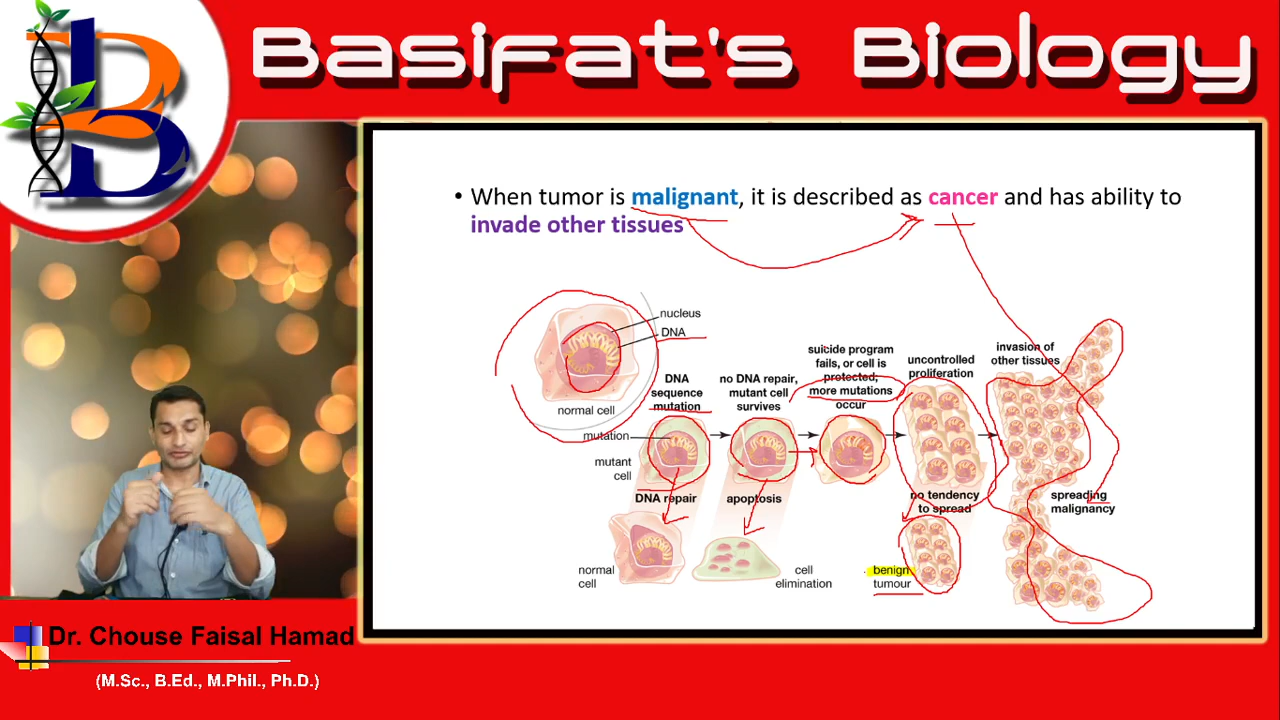 Basifat's Biology
• When tumor is malignant, it is described as cancer and has ability to
invade other tissues
nucleus
DNA
normal cell
DNA
sequence
mutation
mutation
mutant
cell
DNA repair
normal
cell
no DNA repair,
mutant cell
survives
apoptosis
cell
elimination
suicide program
fails, or cell is
protected;
more mutations
occur
uncontrolled
proliferation
no tendency
to spread
benign
tumour
invasion of
other tissues
spreading
malignancy
Dr. Chouse Faisal Hamad
(M.Sc., B.Ed., M.Phil., Ph.D.)